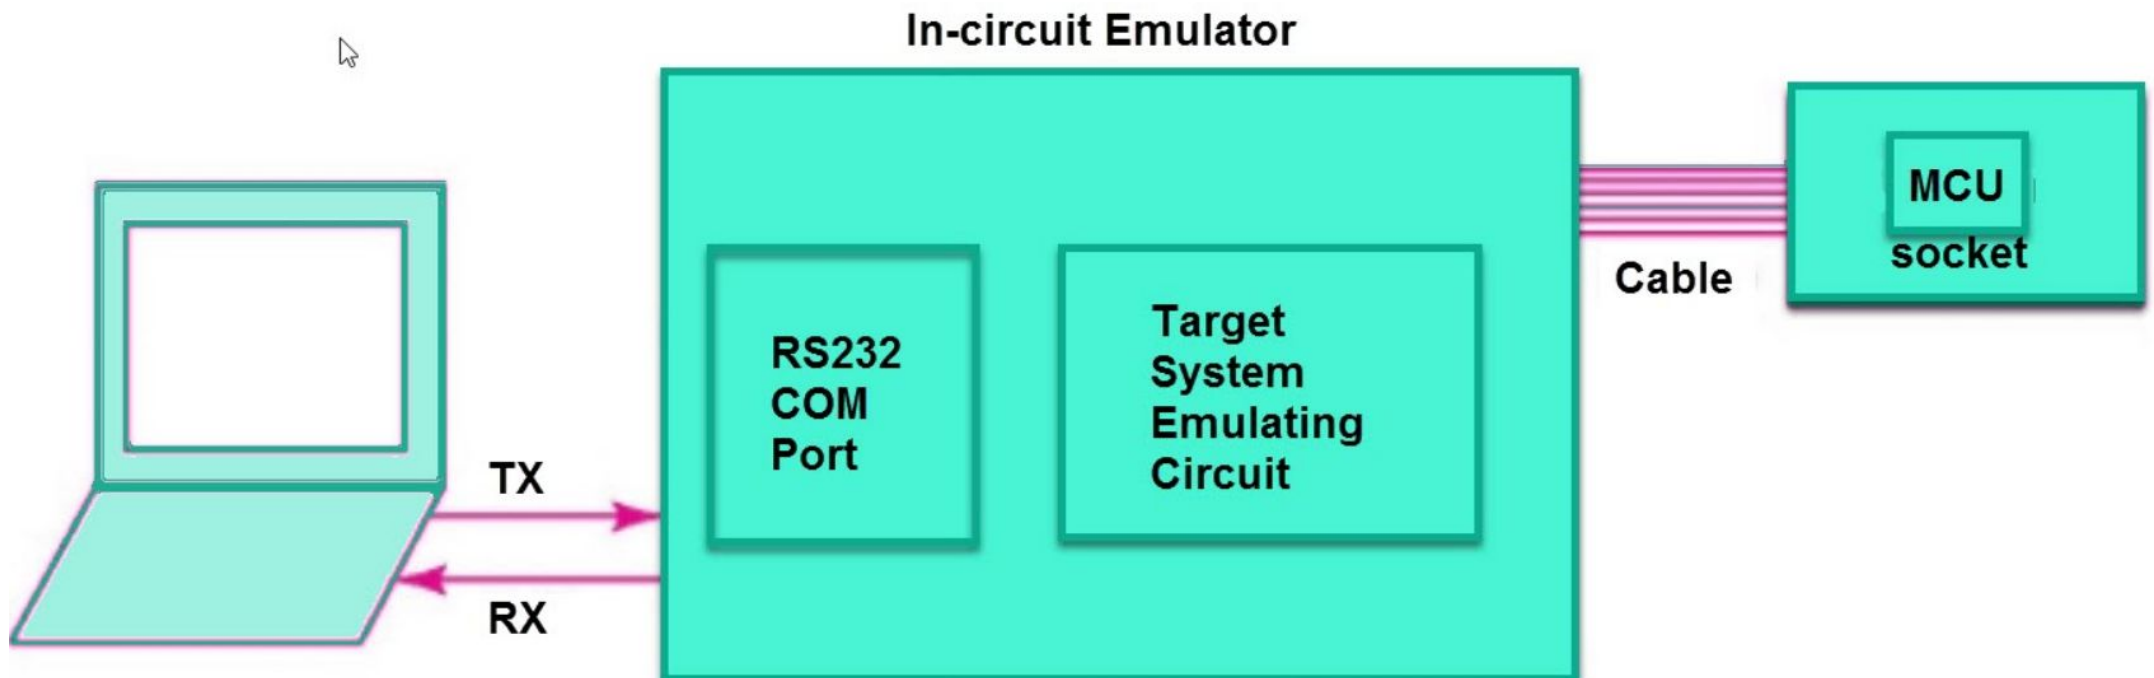 In-circuit Emulator
MCU
socket
Cable
RS232
COM
Port
Target
System
Emulating
Circuit
TX
RX